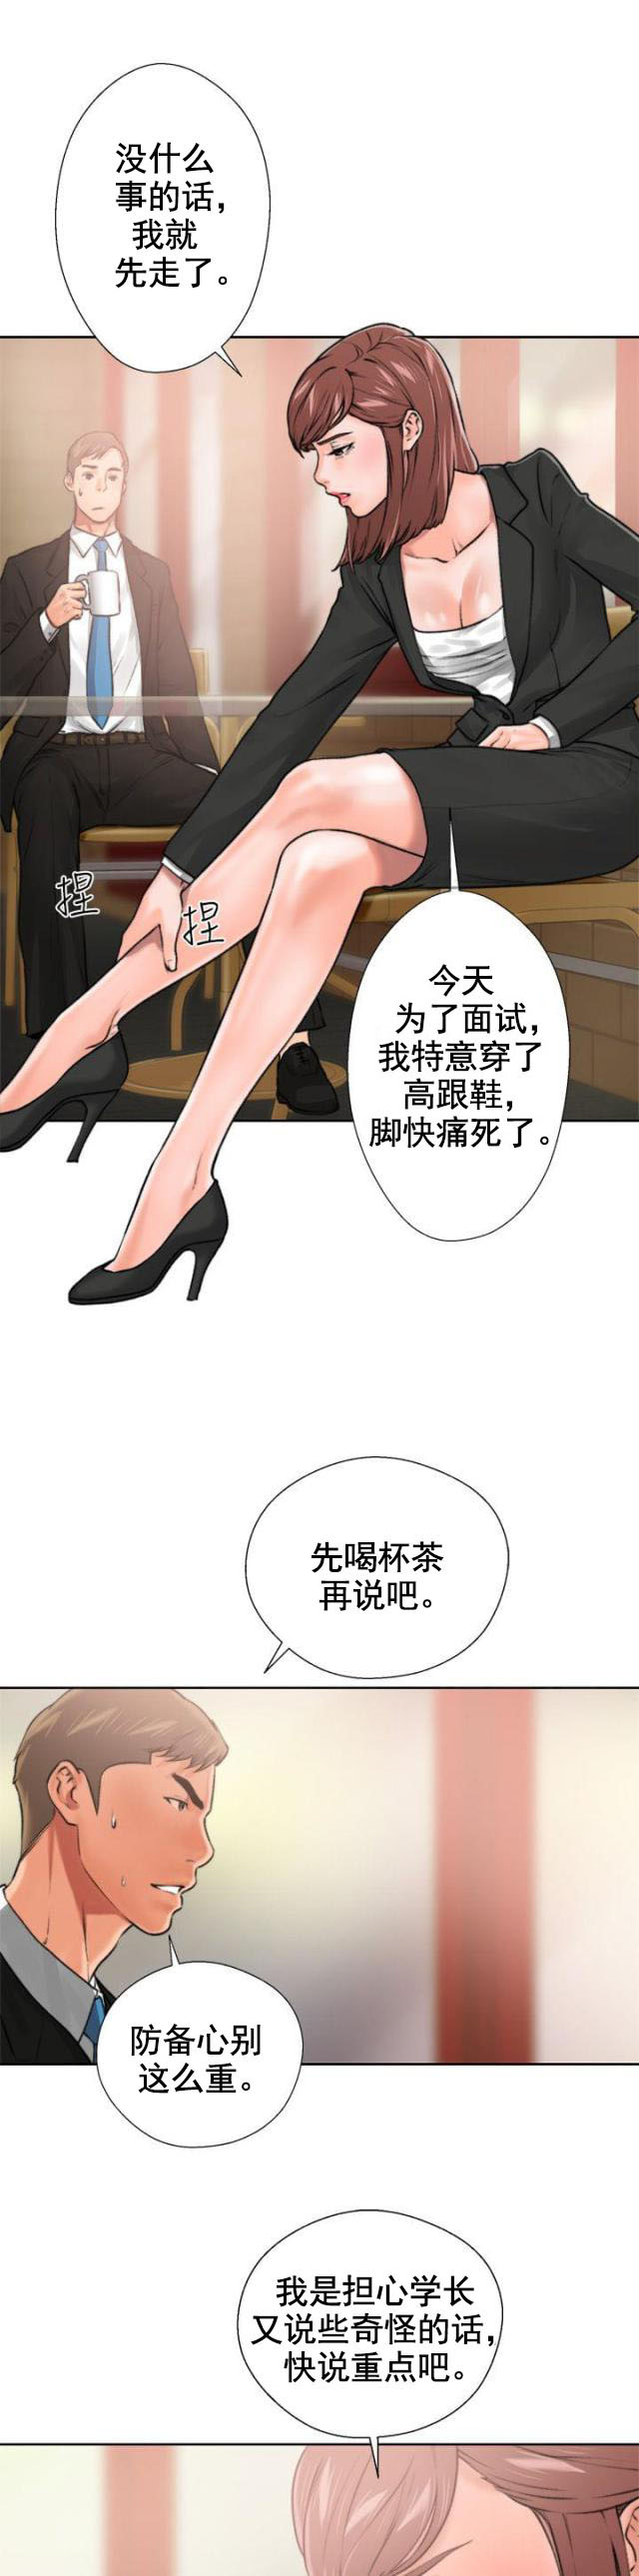 没什么
事的话，
我就
先走了。
捏
捏
今天
为了面试，
我特意穿了
高跟鞋，
脚快痛死了。
先喝杯茶
再说吧。
防备心别
这么重。
我是担心学长
又说些奇怪的话，
快说重点吧。